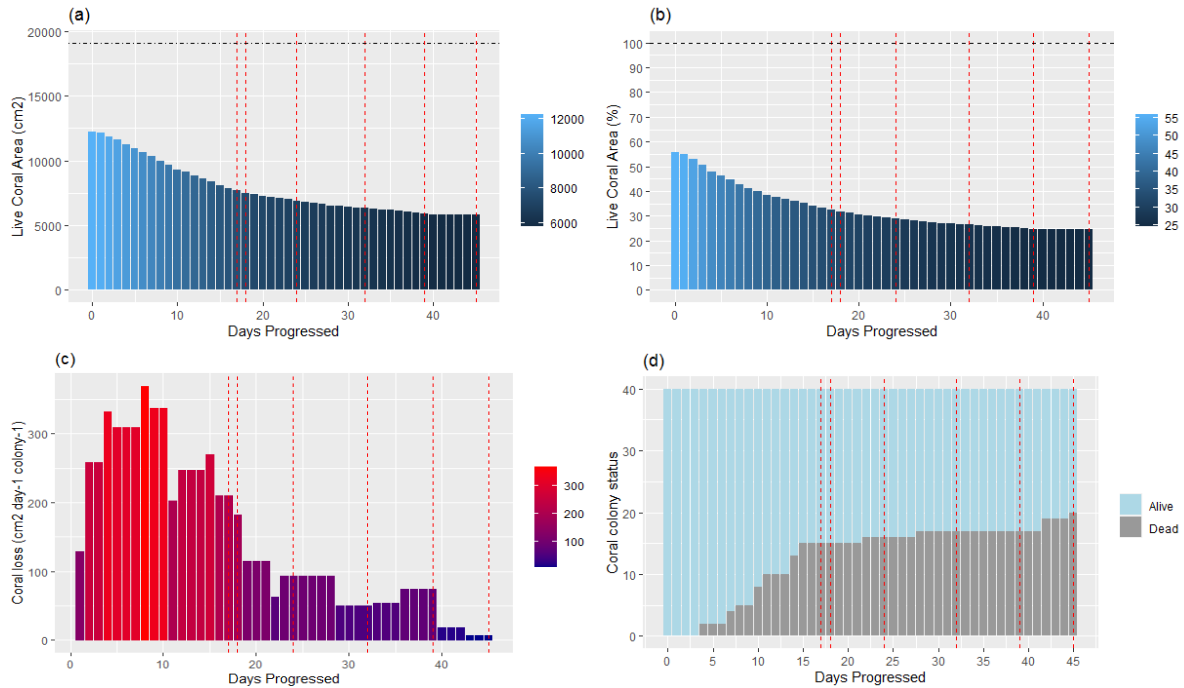 (a)
20000
15000
10000
5000
0
Live Coral Area (cm2)
0 10 20 30 40
Days Progressed
12000
10000
8000
6000
(b)
100
90
80
70
60
50
40
30
20
10
0
Live Coral Area (%)
0 10 20 30 40
Days Progressed
55
50
45
40
35
30
25
(c)
300
200
100
0
Coral loss (cm2 day-1 colony-1)
0 10 20 30 40
Days Progressed
300
200
100
(d)
40
30
20
10
0
Coral colony status
0 5 10 15 20 25 30 35 40 45
Days Progressed
Alive
Dead